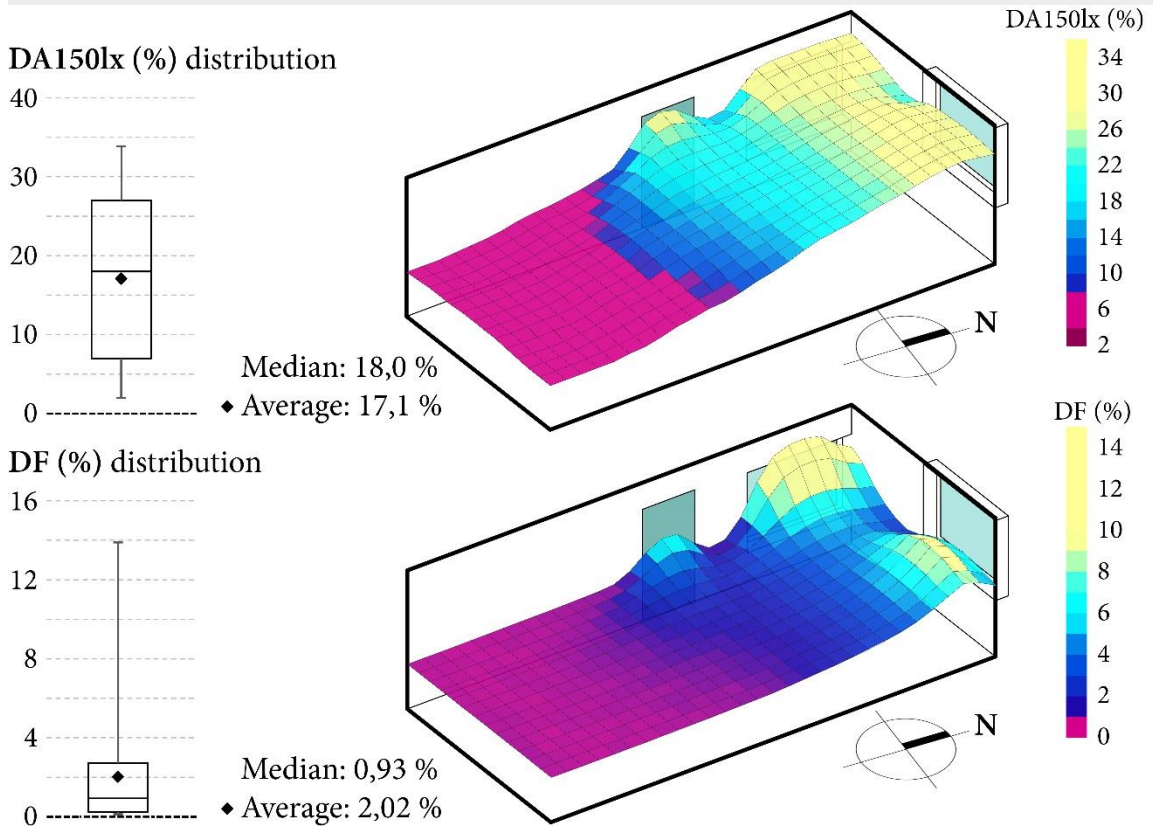 DA150lx (%) distribution
40
30
20
10
0
Median: 18,0 %
Average: 17,1 %
DA150lx (%)
34
30
26
22
18
14
10
6
2
N
DF (%) distribution
16
12
8
4
0
Median: 0,93 %
Average: 2,02 %
DF (%)
14
12
10
8
6
4
2
0
N